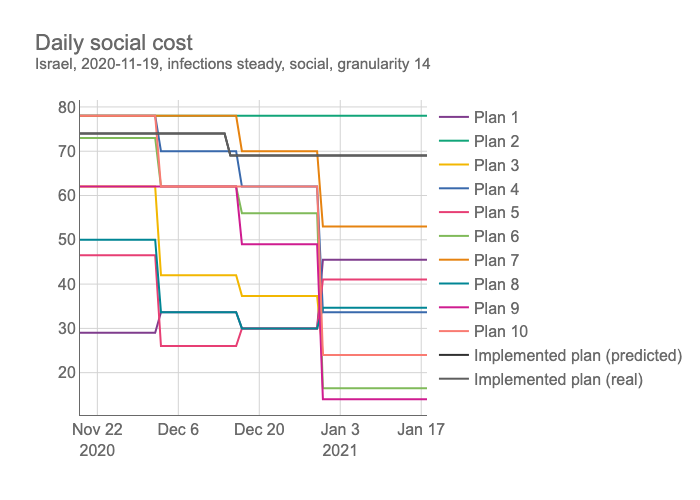 Daily social cost
Israel, 2020-11-19, infections steady, social, granularity 14
80
70
60
50
40
30
20
Nov 22
2020
Dec 6
Dec 20
Jan 3
2021
Jan 17
Plan 1
Plan 2
Plan 3
Plan 4
Plan 5
Plan 6
Plan 7
Plan 8
Plan 9
Plan 10
Implemented plan (predicted)
Implemented plan (real)